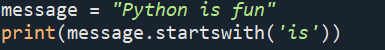 message = "Python is fun"
print(message.startswith('is'))